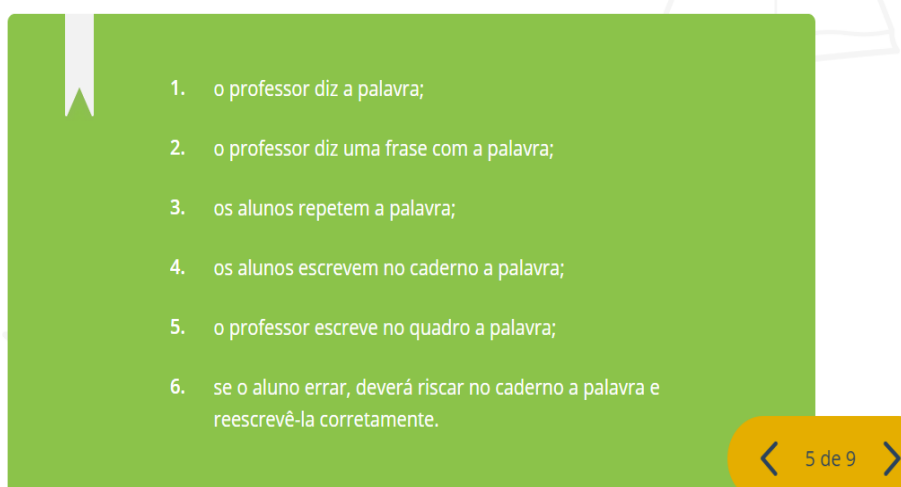 1. o professor diz a palavra;
2. o professor diz uma frase com a palavra;
3. os alunos repetem a palavra;
4. os alunos escrevem no caderno a palavra;
5. o professor escreve no quadro a palavra;
6. se o aluno errar, deverá riscar no caderno a palavra e
reescrevê-la corretamente.
5 de 9